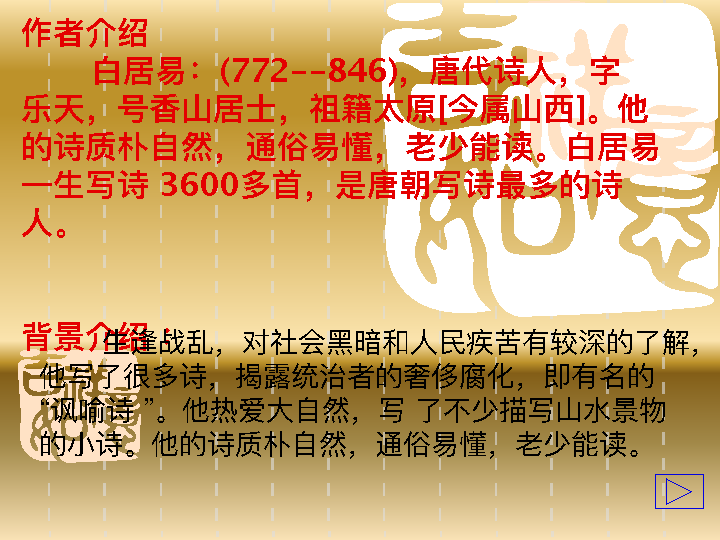 作者介绍
白居易：(772--846)，唐代诗人，字
乐天，号香山居士，祖籍太原[今属山西]。他
的诗质朴自然，通俗易懂，老少能读。白居易
一生写诗 3600多首，是唐朝写诗最多的诗
人。
背景介绍：
生逢战乱，对社会黑暗和人民疾苦有较深的了解，
他写了很多诗，揭露统治者的奢侈腐化，即有名的
“讽喻诗 ”。他热爱大自然，写 了不少描写山水景物
的小诗。他的诗质朴自然，通俗易懂，老少能读。